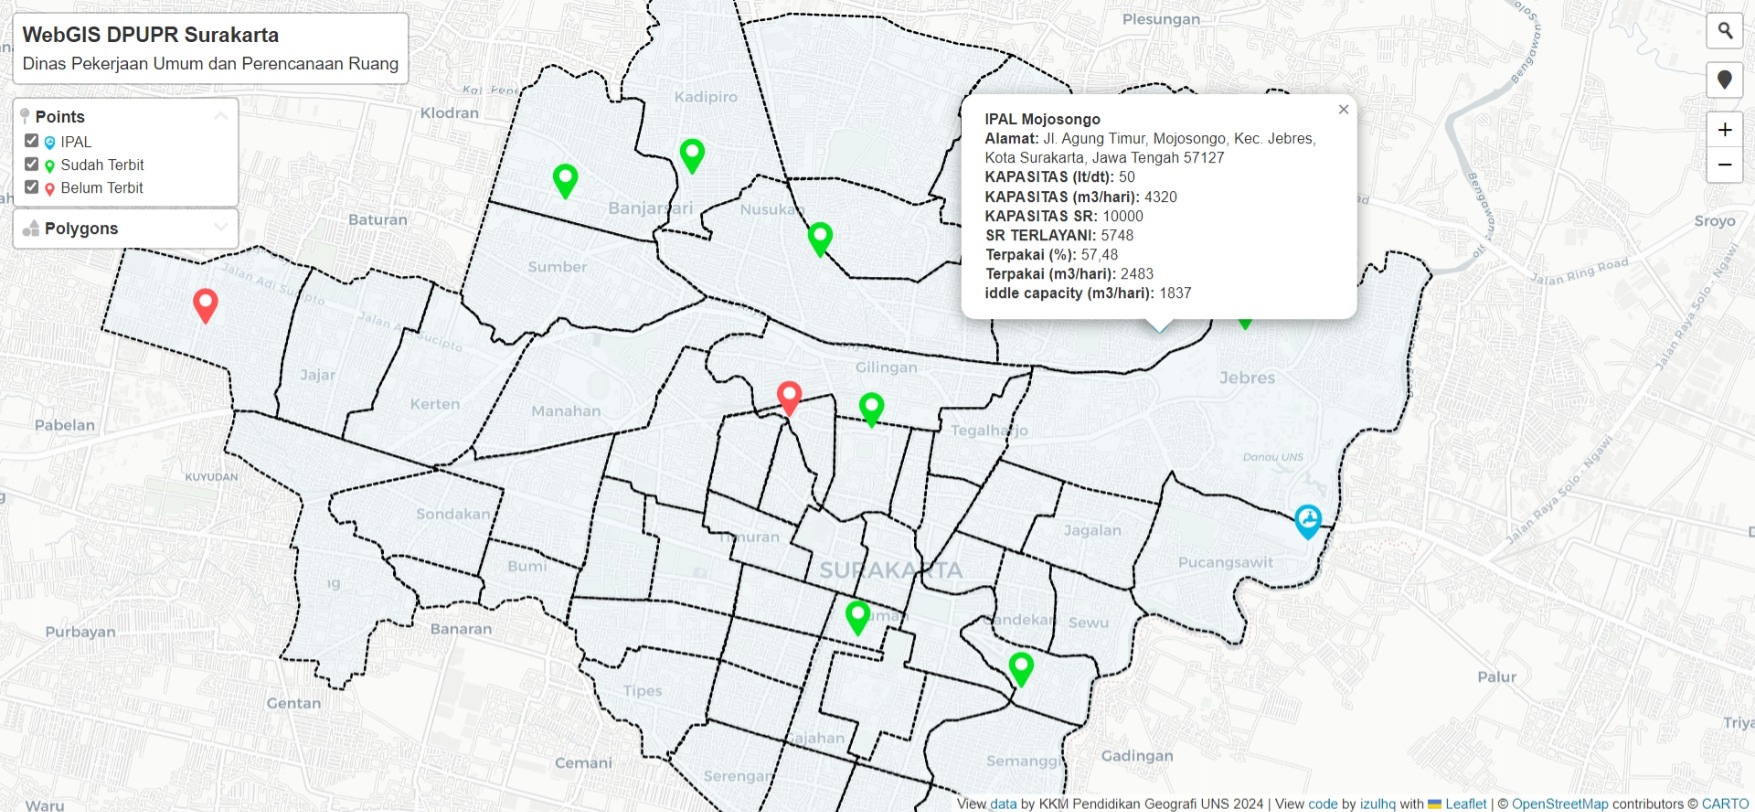 WebGIS DPUPR Surakarta
Dinas Pekerjaan Umum dan Perencanaan Ruang
Points
IPAL
Sudah Terbit
Belum Terbit
Polygons
IPAL Mojosongo
Alamat: Jl. Agung Timur, Mojosongo, Kec. Jebres,
Kota Surakarta, Jawa Tengah 57127
KAPASITAS (lt/dt): 50
KAPASITAS (m3/hari): 4320
KAPASITAS SR: 10000
SR TERLAYANI: 5748
Terpakai (%): 57,48
Terpakai (m3/hari): 2483
iddle capacity (m3/hari): 1837
Plesungan
Bengawan
Klodran
Kadipiro
Banjarsari
Nusukan
Baturan
Sroyo
Sumber
Jalan Ring Road
Jalan Adi Sucipto
Jalan Raya Solo - Ngawi
Jajar
Kerten
Manahan
Gilingan
Jebres
Tegalharjo
Pabelan
KUYUDAN
Danau UNS
Jalan Raya Solo - Ngawi
Sondakan
Jagalan
Bumi
Pucangsawit
SURAKARTA
Sewu
Purbayan
Banaran
Tipes
Palur
Gentan
Semanggi
Gadingan
Cemani
Serengan
Waru
View data by KKM Pendidikan Geografi UNS 2024 | View code by izulhq with Leaflet | © OpenStreetMap contributors © CARTO